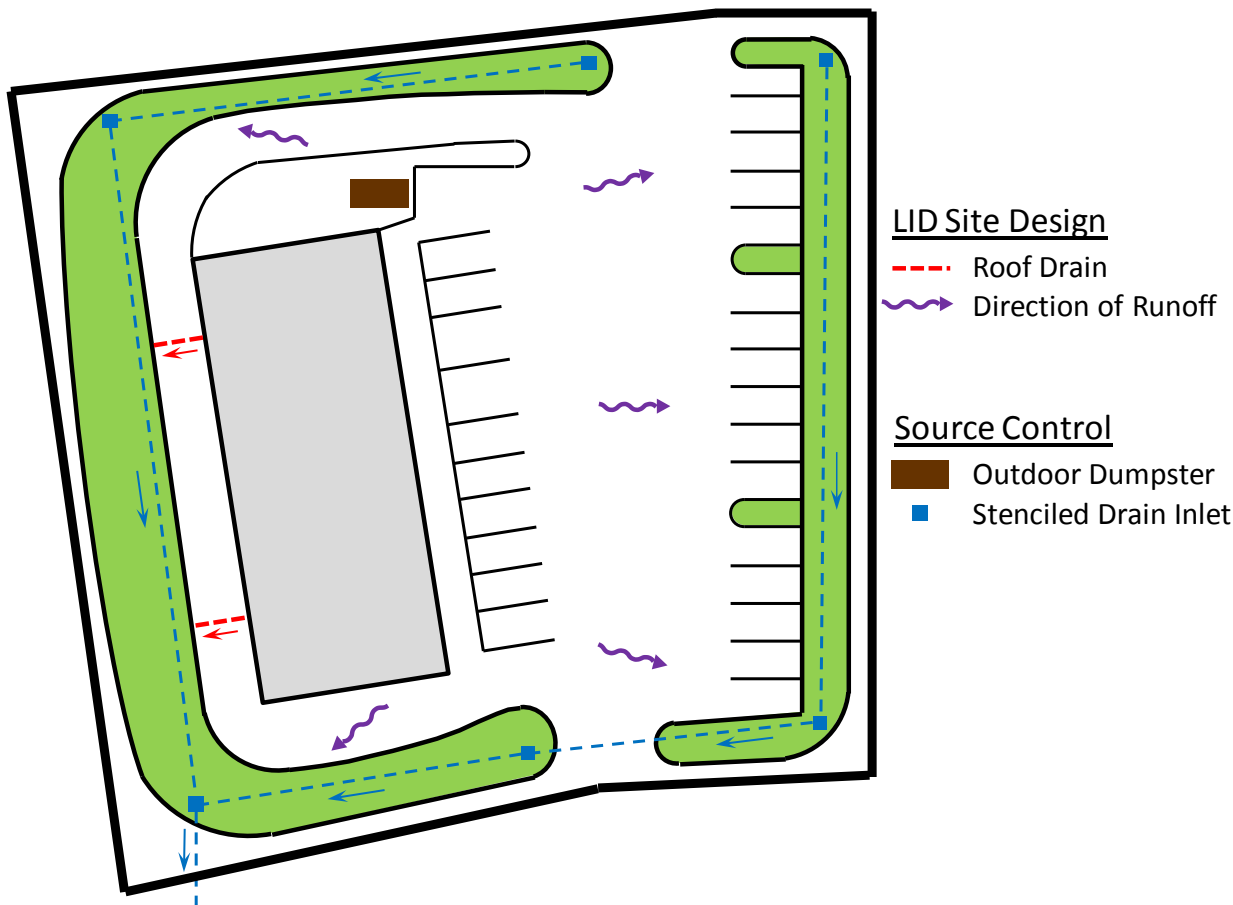 LID Site Design
Roof Drain
Direction of Runoff
Source Control
Outdoor Dumpster
Stenciled Drain Inlet